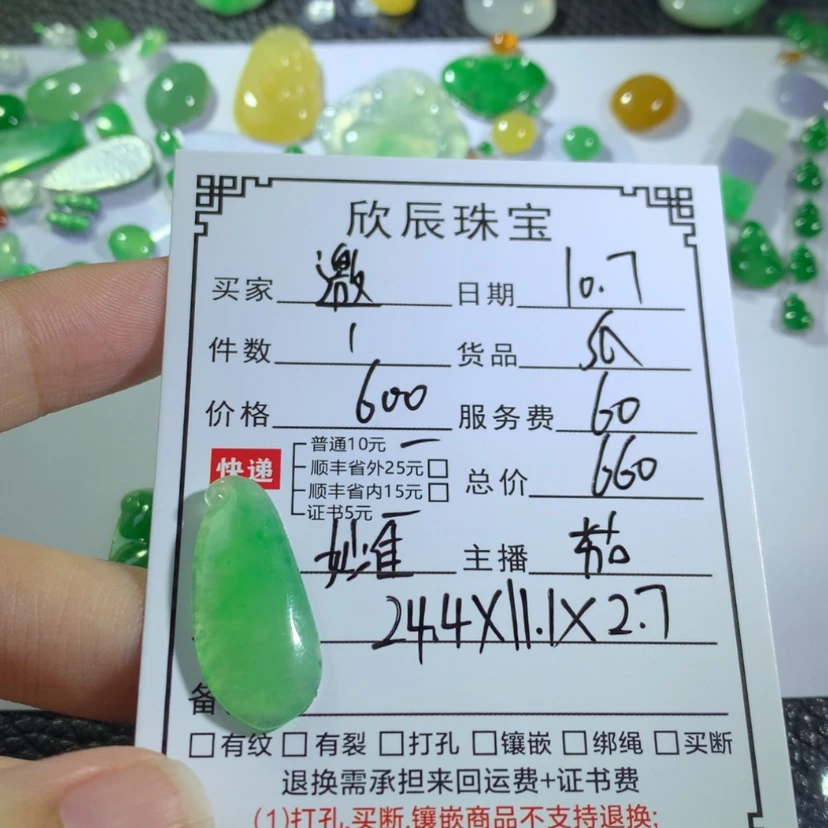 欣辰珠宝
买家 日期 10.7
件数 1 货品
价格 600 服务费 60
快递 普通10元 总价 660
顺丰省外25元
顺丰省内15元
证书5元
主播
24.4X11.1X2.7
备
有纹 有裂 打孔 镶嵌 绑绳 买断
退换需承担来回运费+证书费
(1)打孔,买断,镶嵌商品不支持退换;